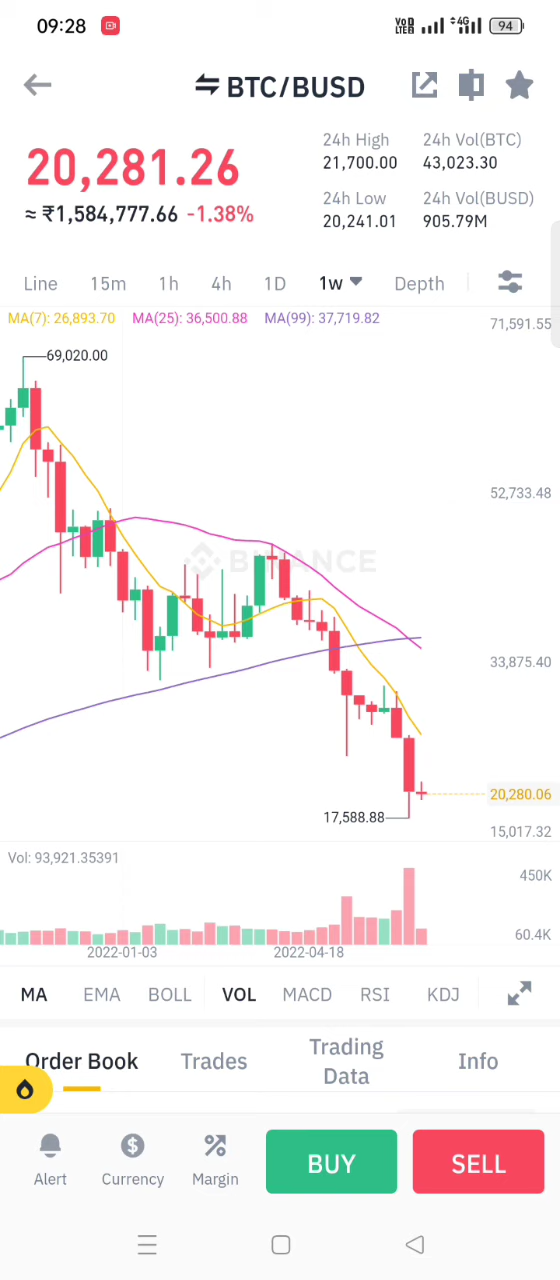 09:28 VoD LTE2 4G 94
BTC/BUSD
20,281.26
≈ ₹1,584,777.66 -1.38%
24h High 24h Vol(BTC)
21,700.00 43,023.30
24h Low 24h Vol(BUSD)
20,241.01 905.79M
Line 15m 1h 4h 1D 1w Depth
MA(7): 26,893.70 MA(25): 36,500.88 MA(99): 37,719.82
71,591.55
69,020.00
52,733.48
BINANCE
33,875.40
20,280.06
17,588.88
15,017.32
Vol: 93,921.35391
450K
60.4K
2022-01-03 2022-04-18
MA EMA BOLL VOL MACD RSI KDJ
Order Book Trades Trading Data Info
Alert Currency Margin BUY SELL